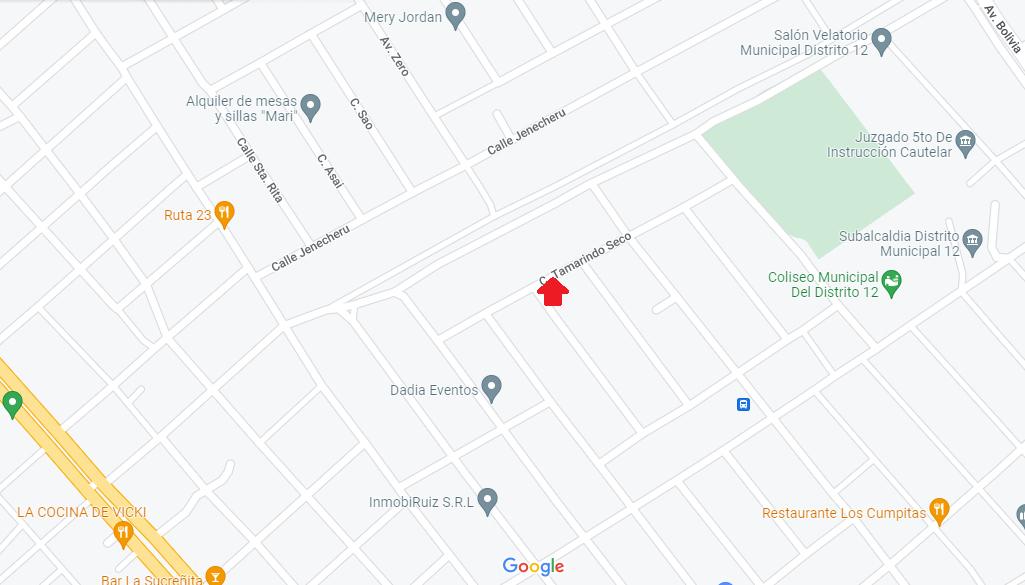 Mery Jordan
Av. Bolivia
Salón Velatorio
Municipal Distrito 12
Av. Zero
Alquiler de mesas
y sillas "Mari"
C. Sao
Calle Jenecheru
Juzgado 5to De
Instrucción Cautelar
Calle Sta. Rita
C. Asai
Ruta 23
Calle Jenecheru
C. Tamarindo Seco
Subalcaldia Distrito
Municipal 12
Coliseo Municipal
Del Distrito 12
Dadia Eventos
InmobiRuiz S.R.L
LA COCINA DE VICKI
Restaurante Los Cumpitas
Google
Bar La Sucreñita